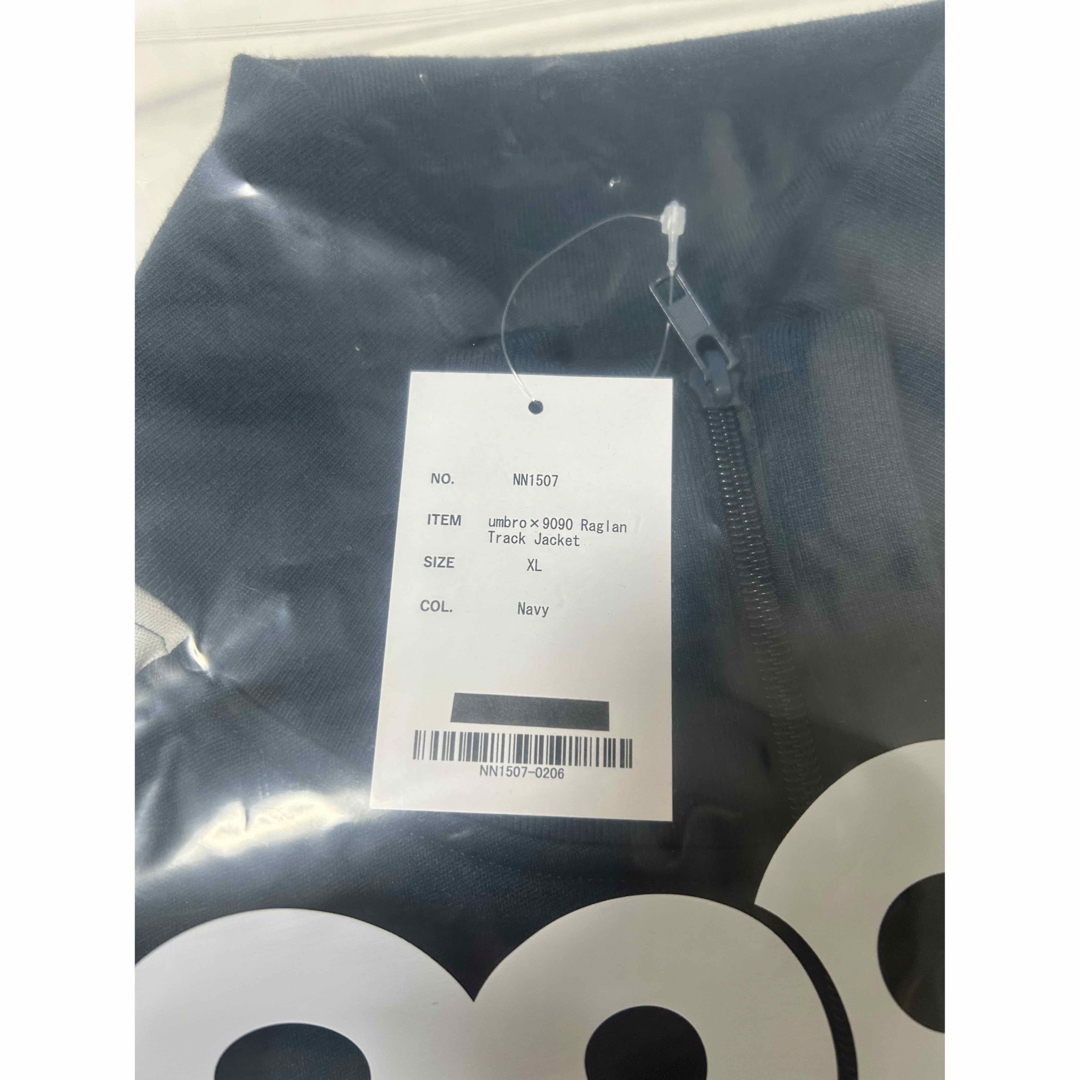 NO. NN1507
ITEM umbro×9090 Raglan
Track Jacket
SIZE XL
COL. Navy
NN1507-0206